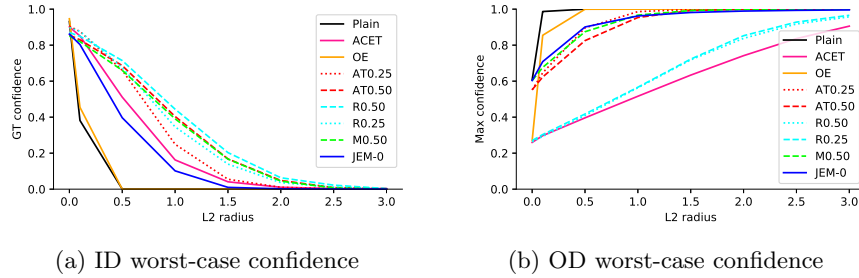 1.0
0.8
0.6
0.4
0.2
0.0
GT confidence
0.0 0.5 1.0 1.5 2.0 2.5 3.0
L2 radius
Plain
ACET
OE
AT0.25
AT0.50
R0.50
R0.25
M0.50
JEM-0
(a) ID worst-case confidence
1.0
0.8
0.6
0.4
0.2
0.0
Max confidence
0.0 0.5 1.0 1.5 2.0 2.5 3.0
L2 radius
Plain
ACET
OE
AT0.25
AT0.50
R0.50
R0.25
M0.50
JEM-0
(b) OD worst-case confidence